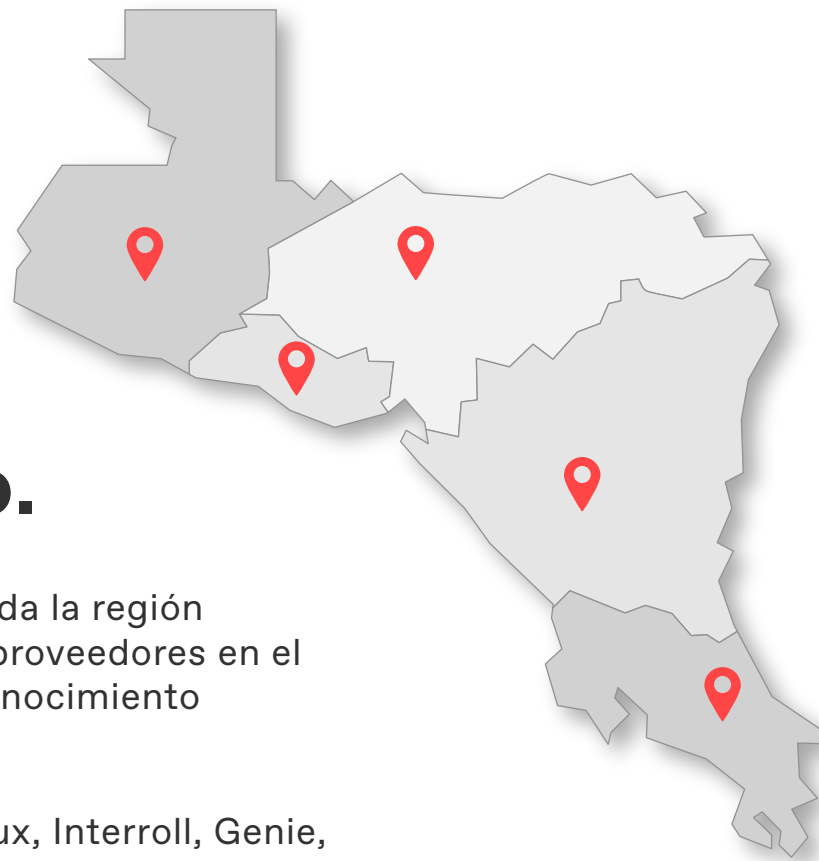 da la región
proveedores en el
nocimiento
ux, Interroll, Genie,